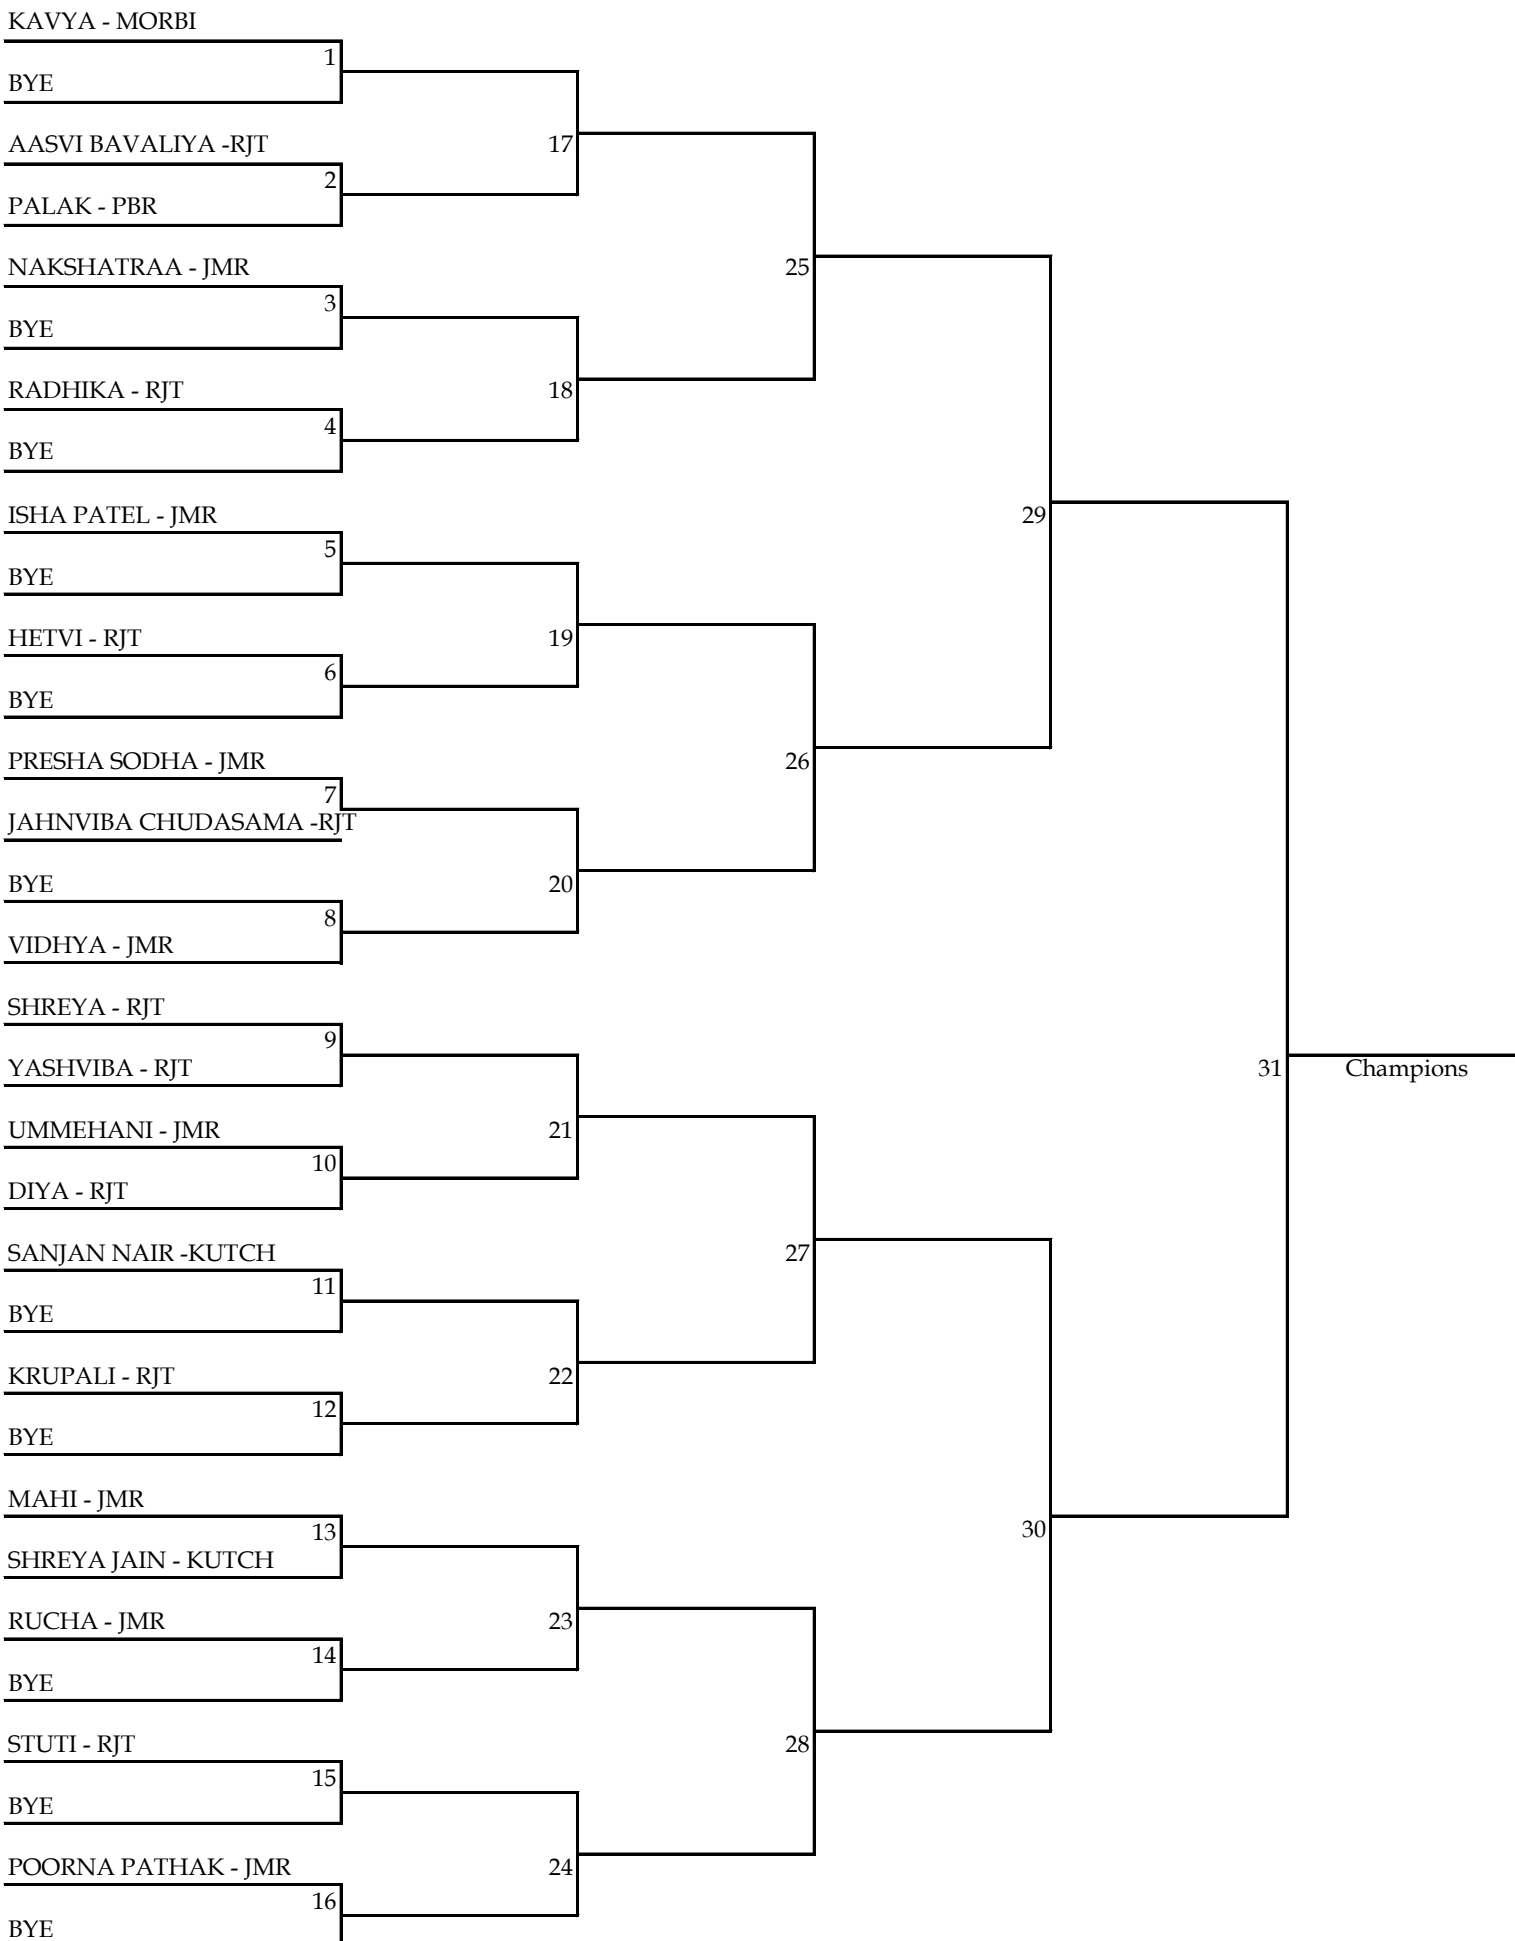 KAVYA - MORBI
1
BYE
AASVI BAVALIYA -RJT
17
2
PALAK - PBR
NAKSHATRAA - JMR
25
3
BYE
RADHIKA - RJT
18
4
BYE
ISHA PATEL - JMR
29
5
BYE
HETVI - RJT
19
6
BYE
PRESHA SODHA - JMR
26
7
JAHNVIBA CHUDASAMA -RJT
BYE
20
8
VIDHYA - JMR
SHREYA - RJT
9
YASHVIBA - RJT
31
Champions
UMMEHANI - JMR
21
10
DIYA - RJT
SANJAN NAIR -KUTCH
27
11
BYE
KRUPALI - RJT
22
12
BYE
MAHI - JMR
13
30
SHREYA JAIN - KUTCH
RUCHA - JMR
23
14
BYE
STUTI - RJT
28
15
BYE
POORNA PATHAK - JMR
24
16
BYE